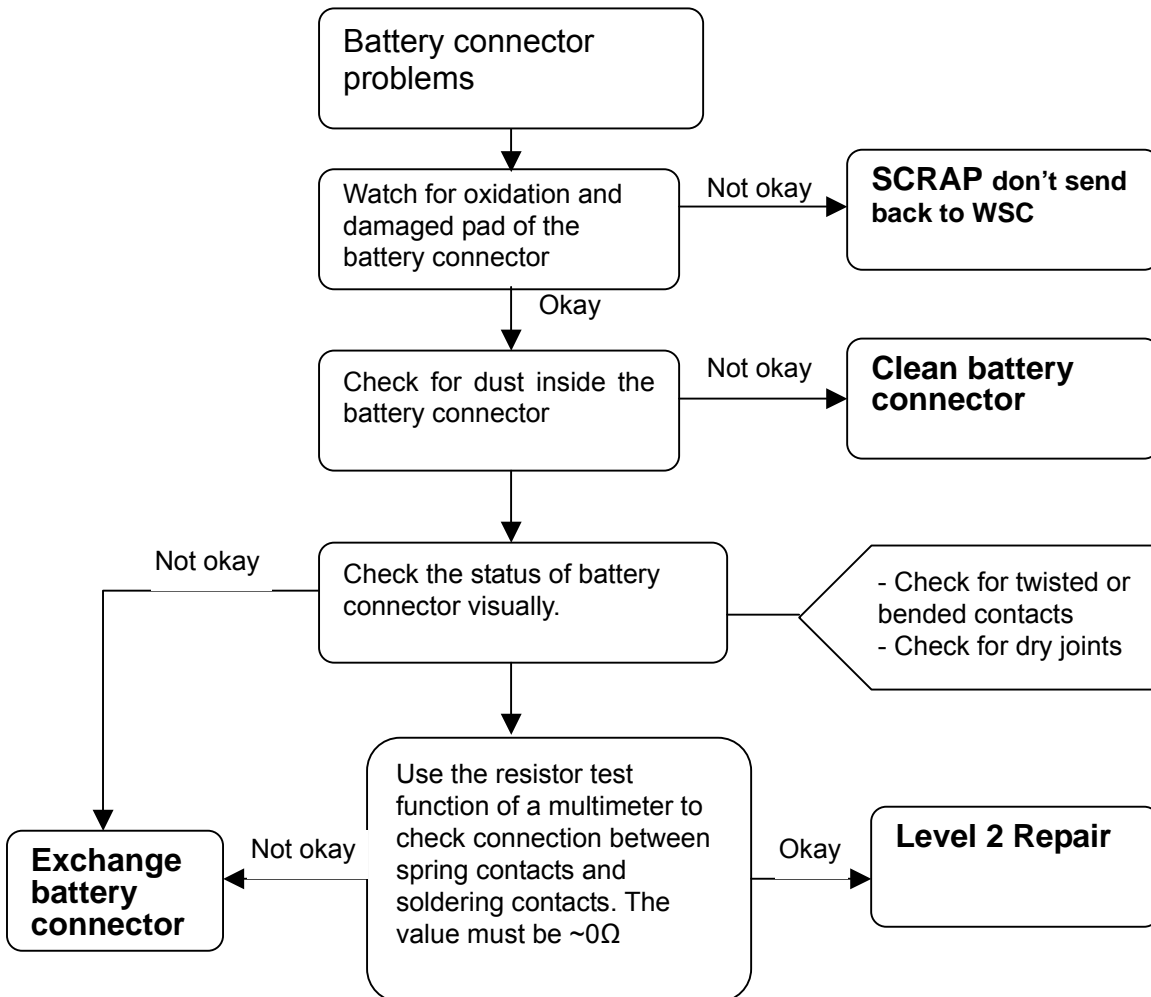 Battery connector
problems
Watch for oxidation and
damaged pad of the
battery connector
Not okay
SCRAP don’t send
back to WSC
Okay
Check for dust inside the
battery connector
Not okay
Clean battery
connector
Not okay
Check the status of battery
connector visually.
- Check for twisted or
bended contacts
- Check for dry joints
Use the resistor test
function of a multimeter to
check connection between
spring contacts and
soldering contacts. The
value must be ~0Ω
Not okay
Exchange
battery
connector
Okay
Level 2 Repair